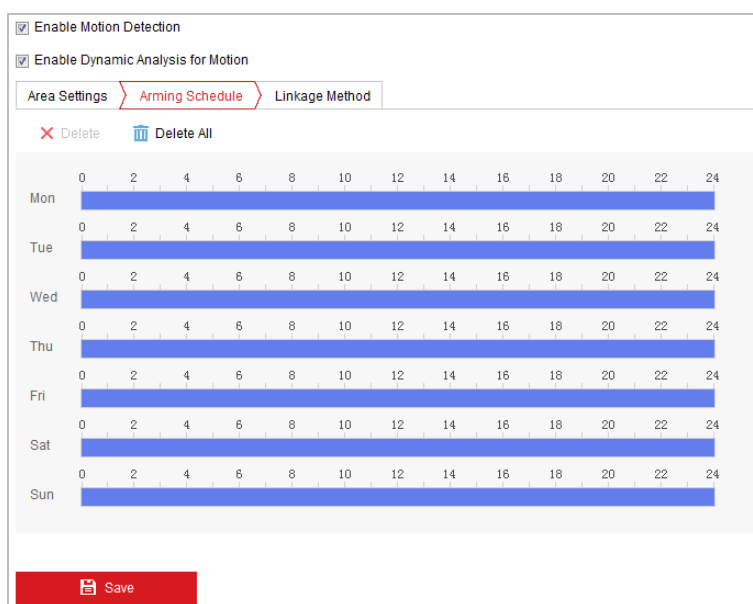 Enable Motion Detection
Enable Dynamic Analysis for Motion
Area Settings Arming Schedule Linkage Method
Delete Delete All
0 2 4 6 8 10 12 14 16 18 20 22 24
Mon
0 2 4 6 8 10 12 14 16 18 20 22 24
Tue
0 2 4 6 8 10 12 14 16 18 20 22 24
Wed
0 2 4 6 8 10 12 14 16 18 20 22 24
Thu
0 2 4 6 8 10 12 14 16 18 20 22 24
Fri
0 2 4 6 8 10 12 14 16 18 20 22 24
Sat
0 2 4 6 8 10 12 14 16 18 20 22 24
Sun
Save